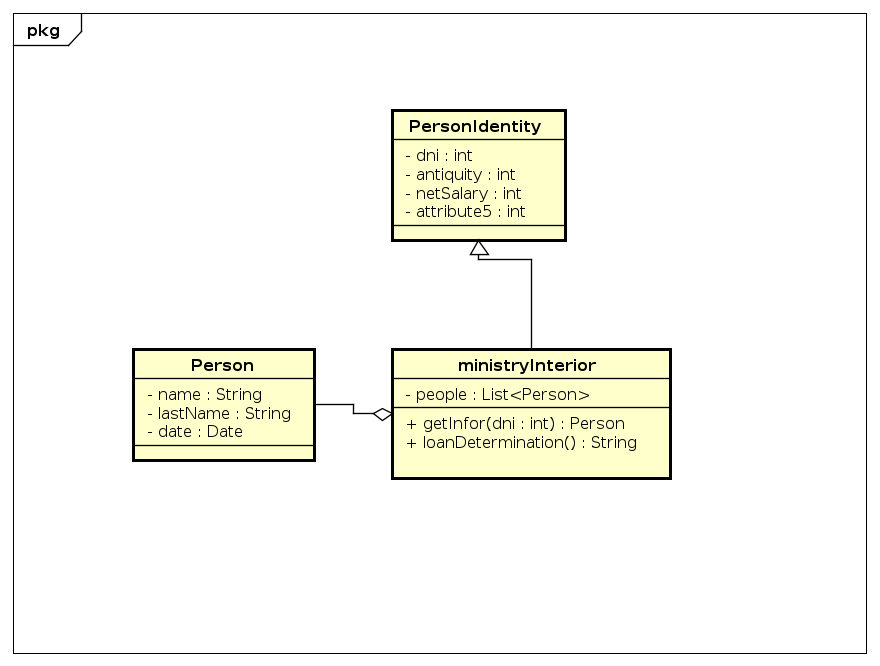 pkg
PersonIdentity
- dni : int
- antiquity : int
- netSalary : int
- attribute5 : int
Person
- name : String
- lastName : String
- date : Date
ministryInterior
- people : List<Person>
+ getInfor(dni : int) : Person
+ loanDetermination() : String